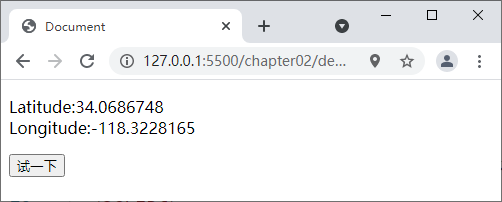 Document
127.0.0.1:5500/chapter02/de...
Latitude:34.0686748
Longitude:-118.3228165
试一下